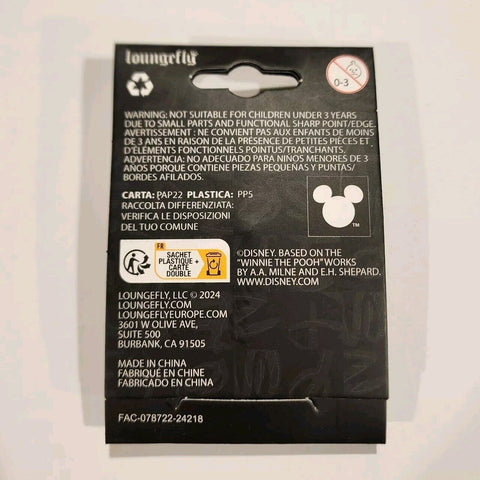 loungefly
0-3
WARNING: NOT SUITABLE FOR CHILDREN UNDER 3 YEARS
DUE TO SMALL PARTS AND FUNCTIONAL SHARP POINT/EDGE.
AVERTISSEMENT : NE CONVIENT PAS AUX ENFANTS DE MOINS
DE 3 ANS EN RAISON DE LA PRÉSENCE DE PETITES PIÈCES ET
D'ÉLÉMENTS FONCTIONNELS POINTUS/TRANCHANTS.
ADVERTENCIA: NO ADECUADO PARA NIÑOS MENORES DE 3
AÑOS PORQUE CONTIENE PIEZAS PEQUEÑAS Y PUNTAS/
BORDES AFILADOS.
CARTA: PAP22 PLASTICA: PP5
RACCOLTA DIFFERENZIATA:
VERIFICA LE DISPOSIZIONI
DEL TUO COMUNE
TM
FR
SACHET
PLASTIQUE +
CARTE
DOUBLE
©DISNEY. BASED ON THE
"WINNIE THE POOH" WORKS
BY A.A. MILNE AND E.H. SHEPARD.
WWW.DISNEY.COM
LOUNGEFLY, LLC © 2024
LOUNGEFLY.COM
LOUNGEFLYEUROPE.COM
3601 W OLIVE AVE,
SUITE 500
BURBANK, CA 91505
MADE IN CHINA
FABRIQUÉ EN CHINE
FABRICADO EN CHINA
FAC-078722-24218